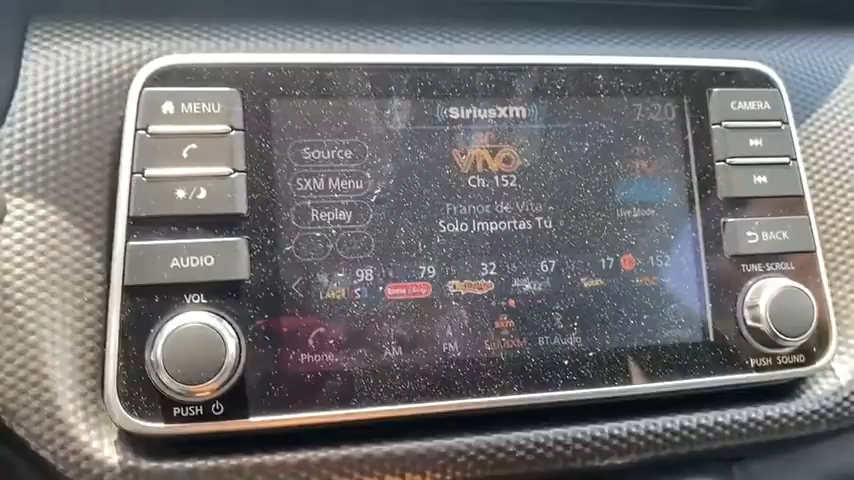 MENU
CAMERA
AUDIO
BACK
VOL
TUNE·SCROLL
PUSH
PUSH SOUND
SiriusXM
7:20
Source
VIVO
Ch. 152
SXM Menu
Replay
Franor de Vita
Solo Importas Tú
Live Mode
98 79 32 67 17 152
Phone
AM
FM
sxm
SiriusXM
BT-Audio